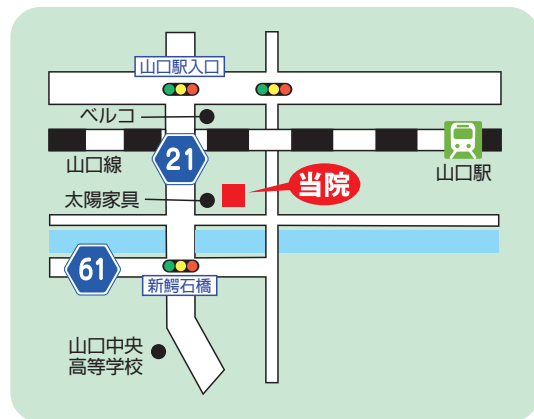 山口駅入口
ベルコ
山口線
21
山口駅
当院
太陽家具
61
新鰐石橋
山口中央
高等学校